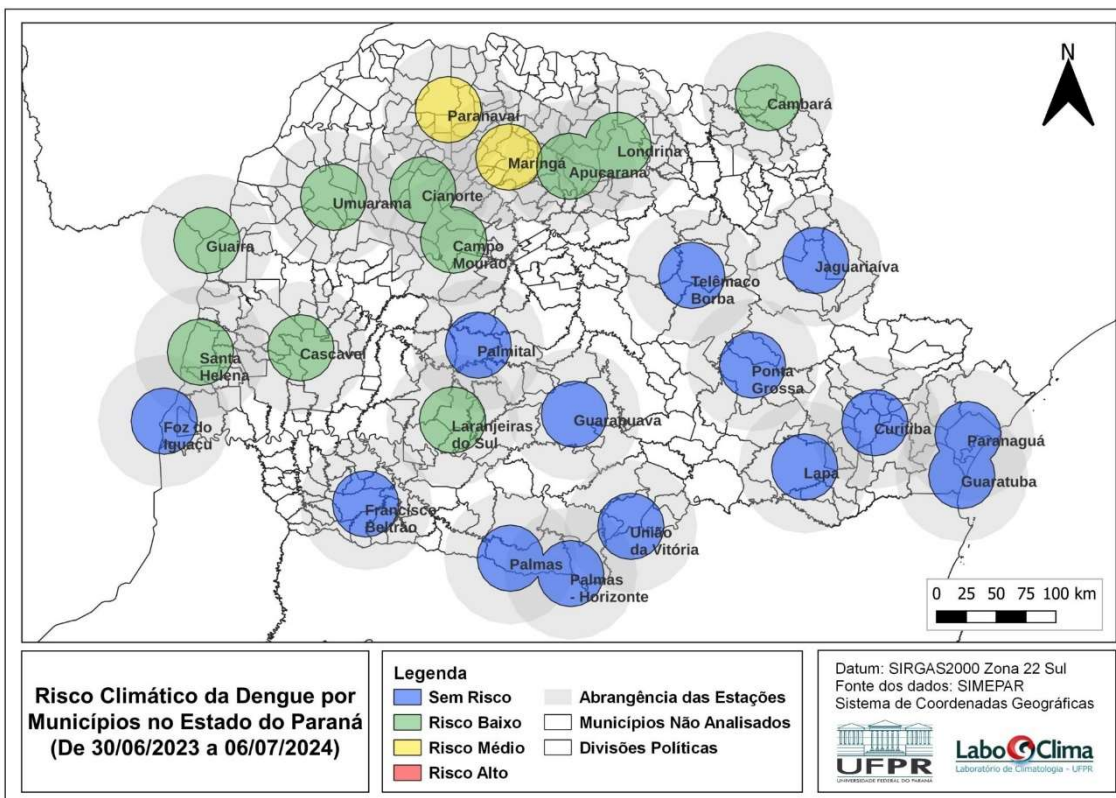 N
Paranavaí
Cambará
Londrina
Maringá
Apucarana
Cianorte
Umuarama
Guaíra
Campo
Mourão
Jaguariaíva
Telêmaco
Borba
Palmital
Cascavel
Santa
Helena
Ponta
Grossa
Foz do
Iguaçu
Laranjeiras
do Sul
Guarapuava
Curitiba
Paranaguá
Lapa
Guaratuba
Francisco
Beltrão
União
da Vitória
Palmas
Palmas
- Horizonte
0 25 50 75 100 km
Risco Climático da Dengue por
Municípios no Estado do Paraná
(De 30/06/2023 a 06/07/2024)
Legenda
Sem Risco
Risco Baixo
Risco Médio
Risco Alto
Abrangência das Estações
Municípios Não Analisados
Divisões Políticas
Datum: SIRGAS2000 Zona 22 Sul
Fonte dos dados: SIMEPAR
Sistema de Coordenadas Geográficas
UFPR
UNIVERSIDADE FEDERAL DO PARANÁ
LaboClima
Laboratório de Climatologia - UFPR